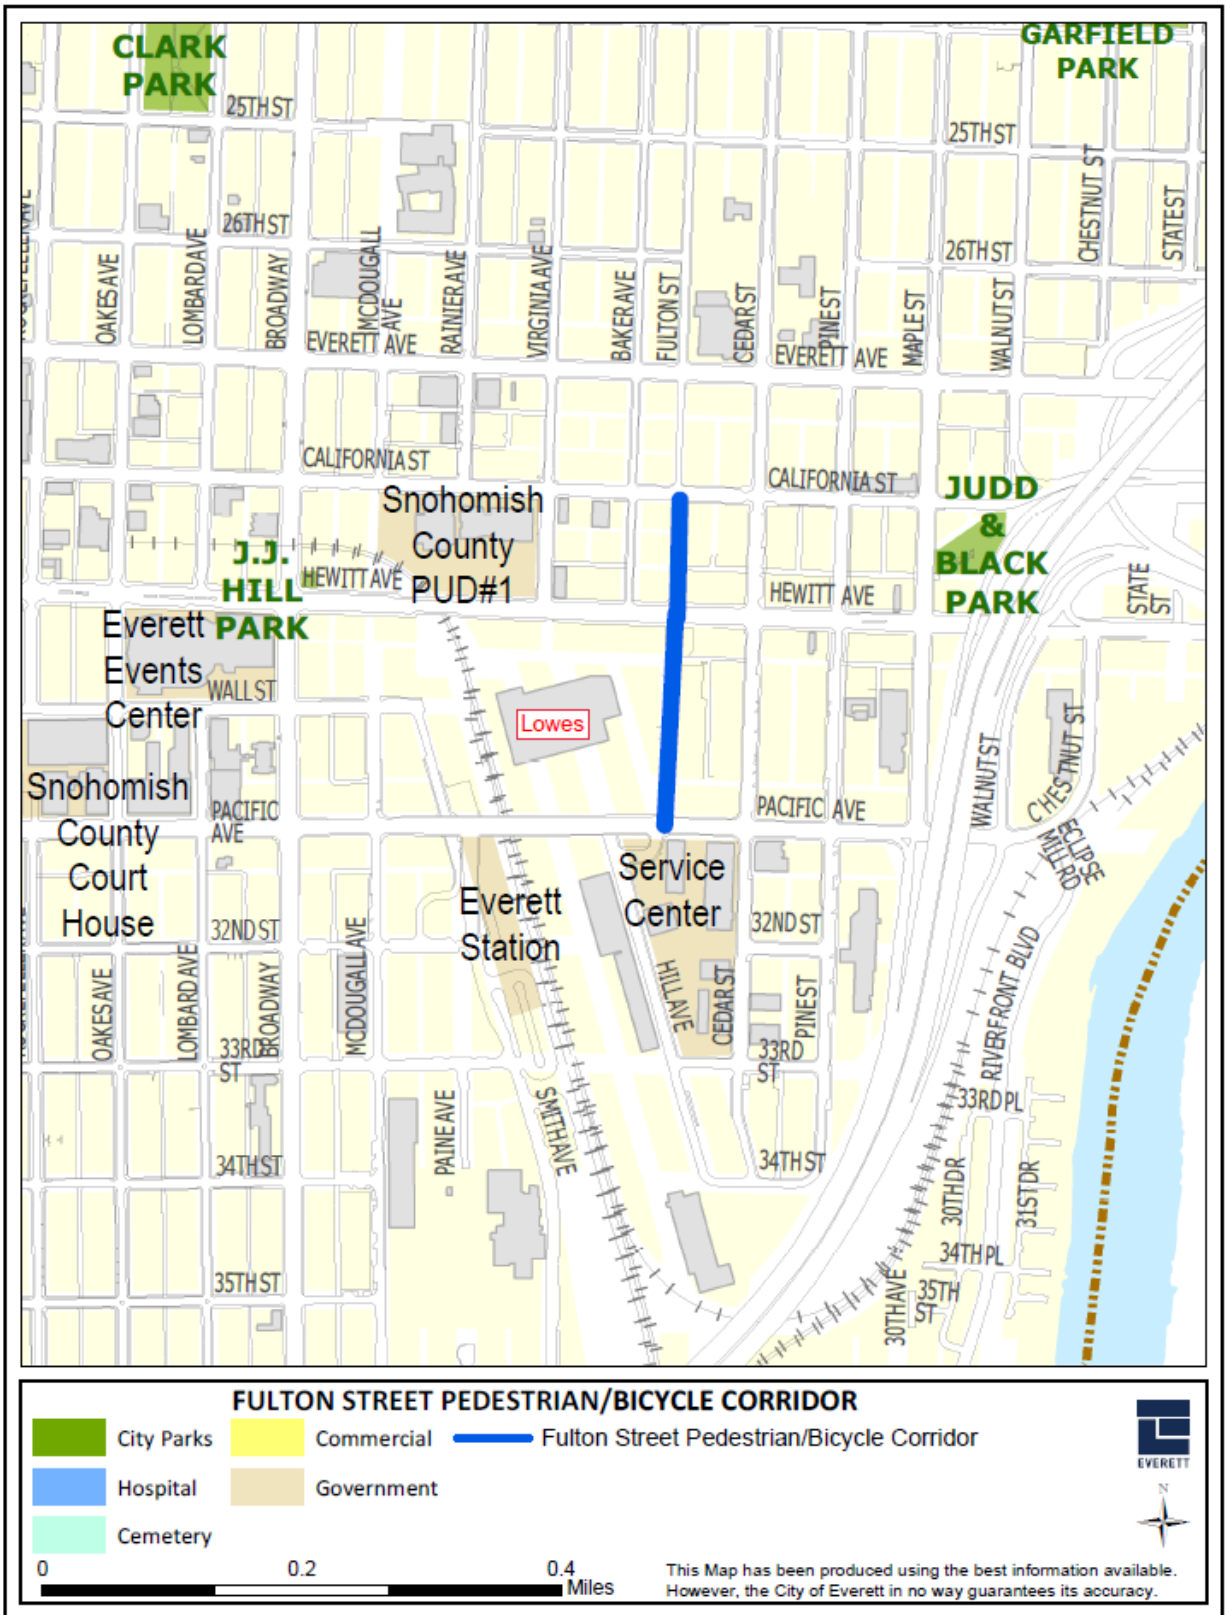 CLARK
PARK
GARFIELD
PARK
25TH ST
25TH ST
CHESTNUT ST
STATE ST
26TH ST
26TH ST
OAKES AVE
LOMBARD AVE
BROADWAY
MCDOUGALL
AVE
RAINIER AVE
VIRGINIA AVE
BAKER AVE
FULTON ST
CEDAR ST
PINE ST
MAPLE ST
WALNUT ST
EVERETT AVE
EVERETT AVE
CALIFORNIA ST
CALIFORNIA ST
Snohomish
County
PUD#1
JUDD
&
BLACK
PARK
J.J.
HILL
PARK
HEWITT AVE
HEWITT AVE
STATE
ST
Everett
Events
Center
WALL ST
Lowes
WALNUT ST
CHESTNUT ST
Snohomish
County
Court
House
PACIFIC
AVE
PACIFIC AVE
ECLIPSE
MILL RD
Service
Center
Everett
Station
32ND ST
32ND ST
OAKES AVE
LOMBARD AVE
BROADWAY
MCDOUGALL AVE
HILL AVE
CEDAR ST
PINE ST
RIVERFRONT BLVD
33RD
ST
33RD
ST
33RD PL
PAINE AVE
SMITH AVE
34TH ST
34TH ST
30TH DR
31ST DR
34TH PL
35TH ST
30TH AVE
35TH
ST
FULTON STREET PEDESTRIAN/BICYCLE CORRIDOR
City Parks
Commercial
Fulton Street Pedestrian/Bicycle Corridor
Hospital
Government
Cemetery
EVERETT
N
0
0.2
0.4
Miles
This Map has been produced using the best information available.
However, the City of Everett in no way guarantees its accuracy.